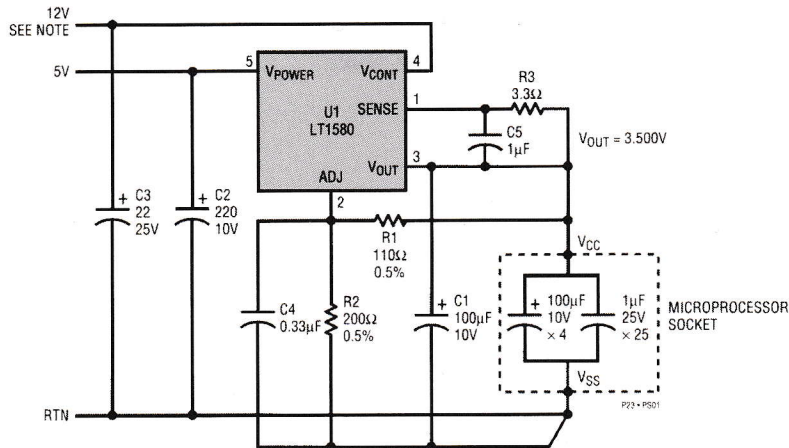 12V
SEE NOTE
5V
5
VPOWER
VCONT
4
U1
LT1580
SENSE
1
R3
3.3Ω
C5
1µF
VOUT = 3.500V
VOUT
3
ADJ
2
+ C3
22
25V
+ C2
220
10V
R1
110Ω
0.5%
C4
0.33µF
R2
200Ω
0.5%
+ C1
100µF
10V
VCC
+ 100µF
10V
× 4
1µF
25V
× 25
MICROPROCESSOR
SOCKET
VSS
RTN
P23 • PS01